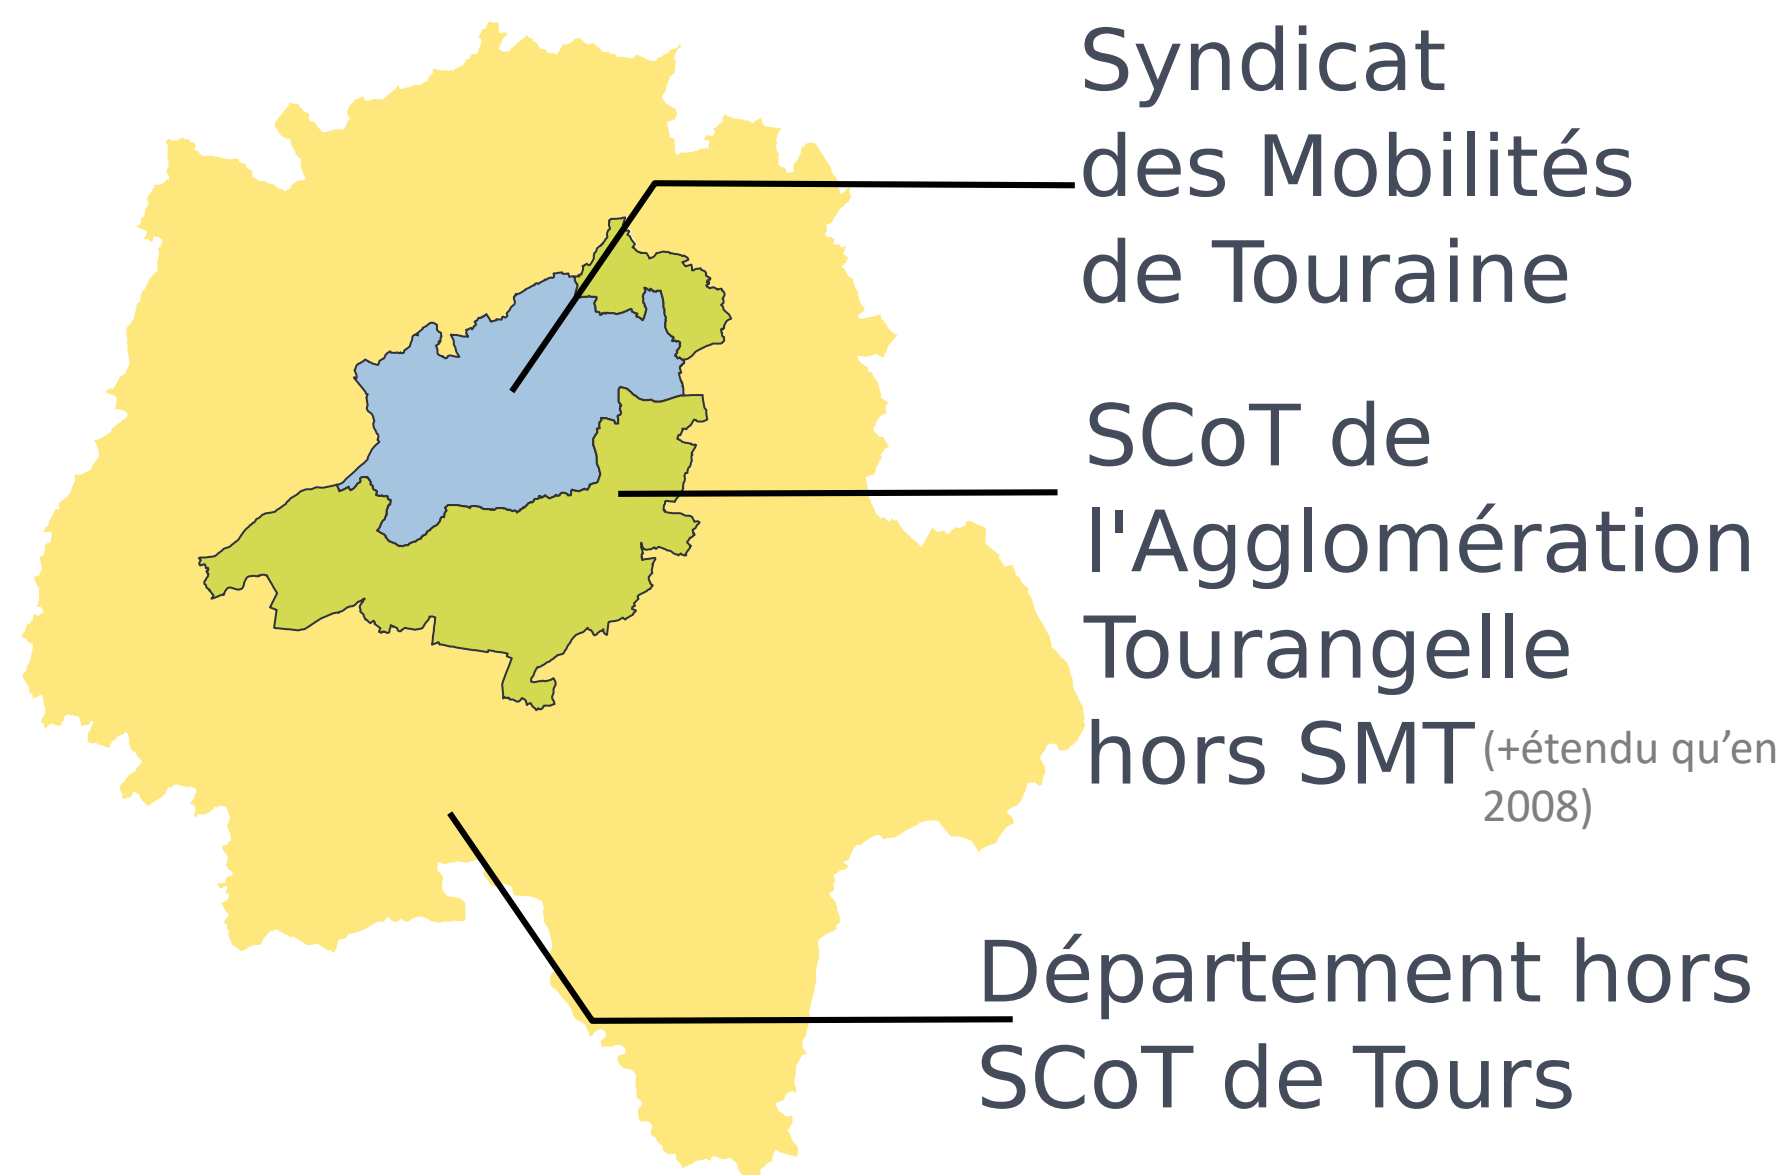 Syndicat
des Mobilités
de Touraine
SCoT de
l'Agglomération
Tourangelle
hors SMT (+étendu qu’en
2008)
Département hors
SCoT de Tours